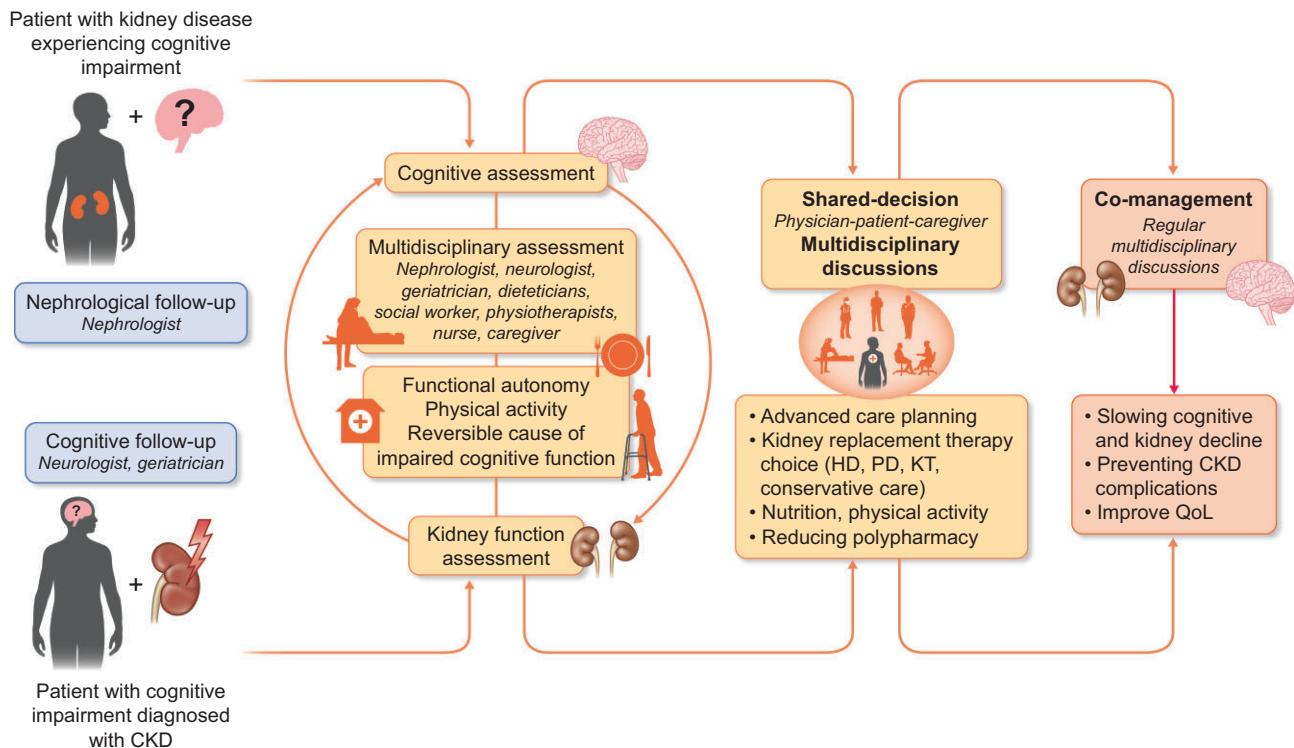 Patient with kidney disease
experiencing cognitive
impairment
+
?
Nephrological follow-up
Nephrologist
Cognitive follow-up
Neurologist, geriatrician
?
+
Patient with cognitive
impairment diagnosed
with CKD
Cognitive assessment
Multidisciplinary assessment
Nephrologist, neurologist,
geriatrician, dieteticians,
social worker, physiotherapists,
nurse, caregiver
Functional autonomy
Physical activity
Reversible cause of
impaired cognitive function
Kidney function
assessment
Shared-decision
Physician-patient-caregiver
Multidisciplinary
discussions
• Advanced care planning
• Kidney replacement therapy
choice (HD, PD, KT,
conservative care)
• Nutrition, physical activity
• Reducing polypharmacy
Co-management
Regular
multidisciplinary
discussions
• Slowing cognitive
and kidney decline
• Preventing CKD
complications
• Improve QoL